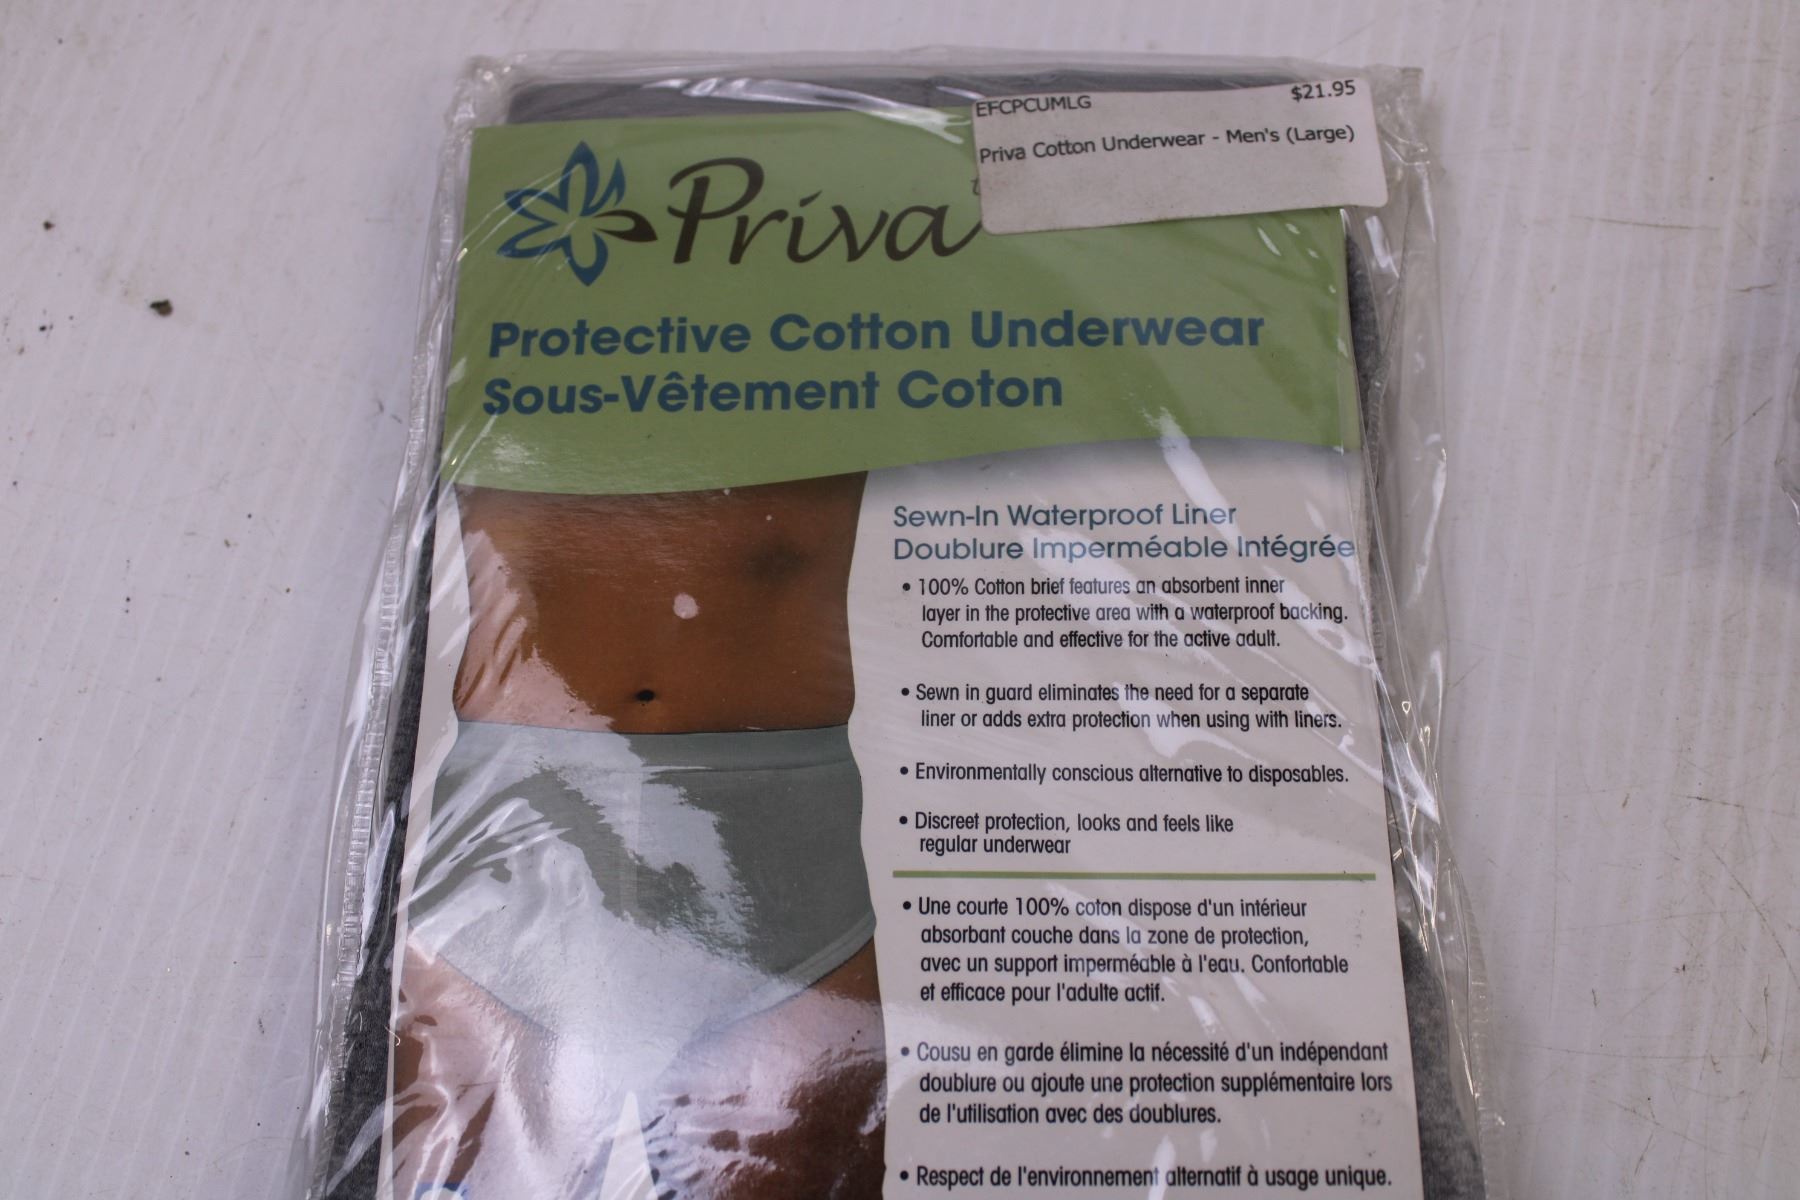 EFCPCUMLG $21.95
Priva Cotton Underwear - Men's (Large)
Priva
Protective Cotton Underwear
Sous-Vêtement Coton
Sewn-In Waterproof Liner
Doublure Imperméable Intégrée
• 100% Cotton brief features an absorbent inner
layer in the protective area with a waterproof backing.
Comfortable and effective for the active adult.
• Sewn in guard eliminates the need for a separate
liner or adds extra protection when using with liners.
• Environmentally conscious alternative to disposables.
• Discreet protection, looks and feels like
regular underwear
• Une courte 100% coton dispose d'un intérieur
absorbant couche dans la zone de protection,
avec un support imperméable à l'eau. Confortable
et efficace pour l'adulte actif.
• Cousu en garde élimine la nécessité d'un indépendant
doublure ou ajoute une protection supplémentaire lors
de l'utilisation avec des doublures.
• Respect de l'environnement alternatif à usage unique.